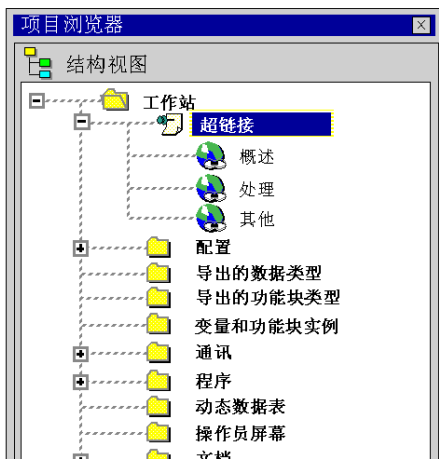 项目浏览器
结构视图
工作站
超链接
概述
处理
其他
配置
导出的数据类型
导出的功能块类型
变量和功能块实例
通讯
程序
动态数据表
操作员屏幕
文档